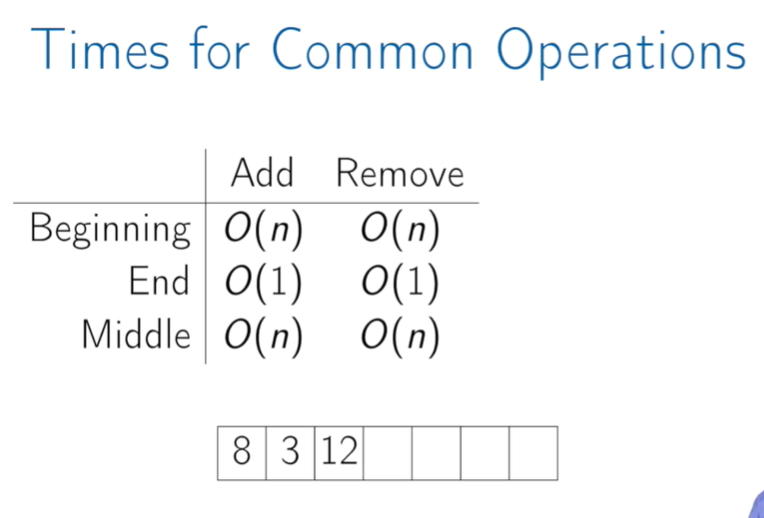 Times for Common Operations
Add Remove
Beginning O(n) O(n)
End O(1) O(1)
Middle O(n) O(n)
8 3 12